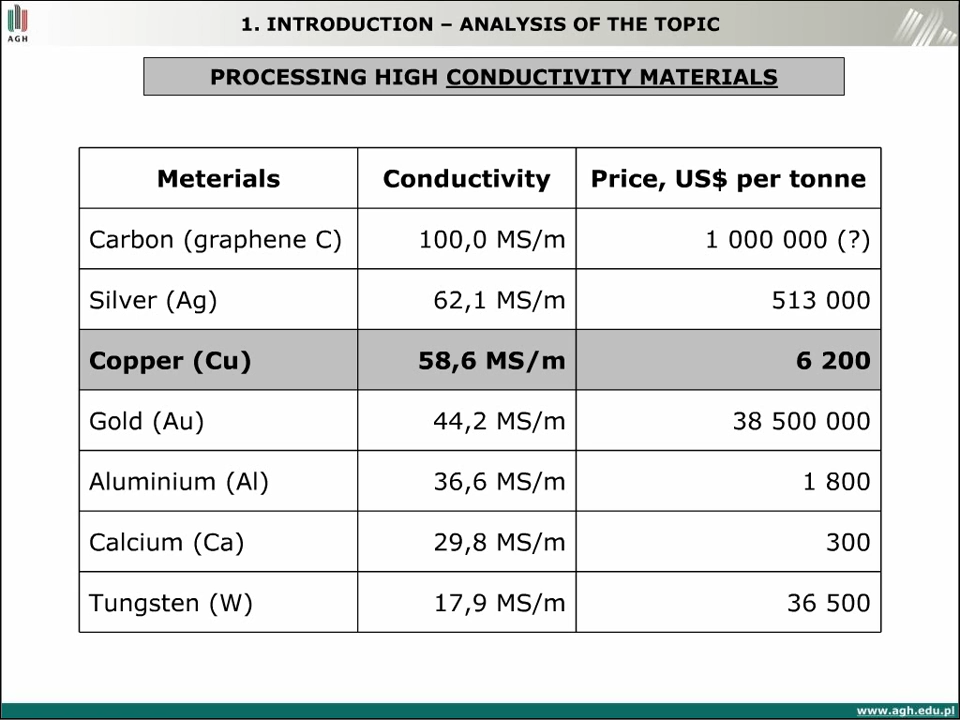 AGH
1. INTRODUCTION – ANALYSIS OF THE TOPIC
PROCESSING HIGH CONDUCTIVITY MATERIALS
Meterials Conductivity Price, US$ per tonne
Carbon (graphene C) 100,0 MS/m 1 000 000 (?)
Silver (Ag) 62,1 MS/m 513 000
Copper (Cu) 58,6 MS/m 6 200
Gold (Au) 44,2 MS/m 38 500 000
Aluminium (Al) 36,6 MS/m 1 800
Calcium (Ca) 29,8 MS/m 300
Tungsten (W) 17,9 MS/m 36 500
www.agh.edu.pl